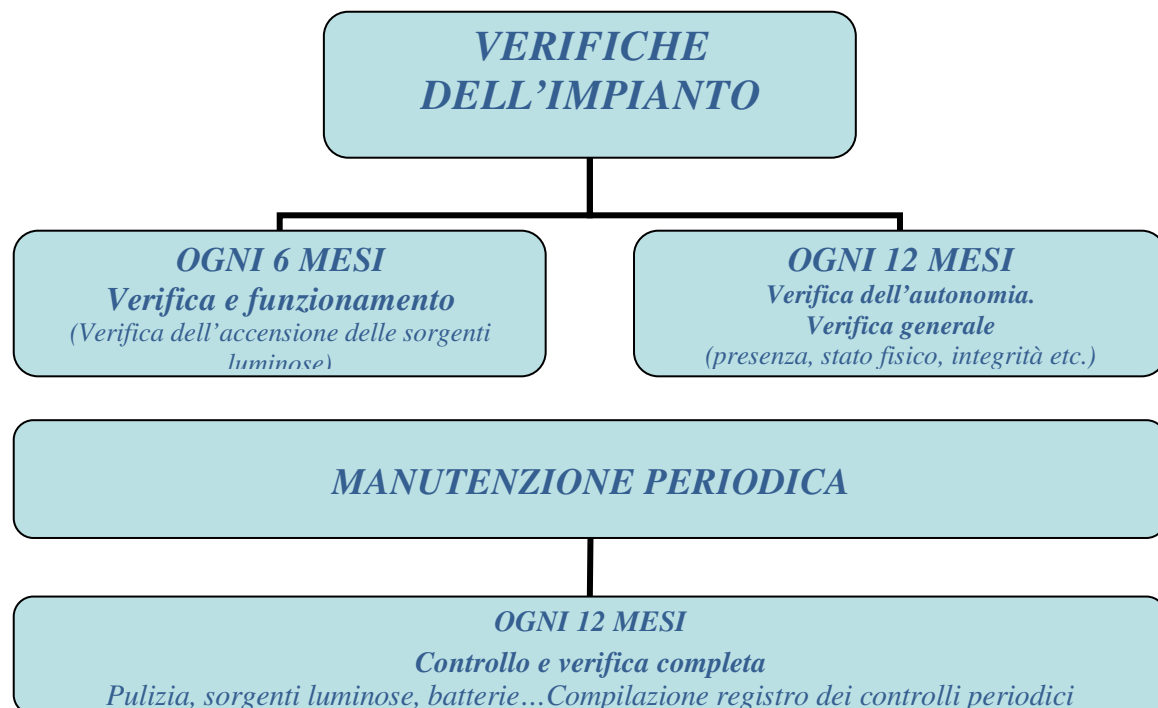 VERIFICHE
DELL’IMPIANTO
OGNI 6 MESI
Verifica e funzionamento
(Verifica dell’accensione delle sorgenti
luminose)
OGNI 12 MESI
Verifica dell’autonomia.
Verifica generale
(presenza, stato fisico, integrità etc.)
MANUTENZIONE PERIODICA
OGNI 12 MESI
Controllo e verifica completa
Pulizia, sorgenti luminose, batterie…Compilazione registro dei controlli periodici